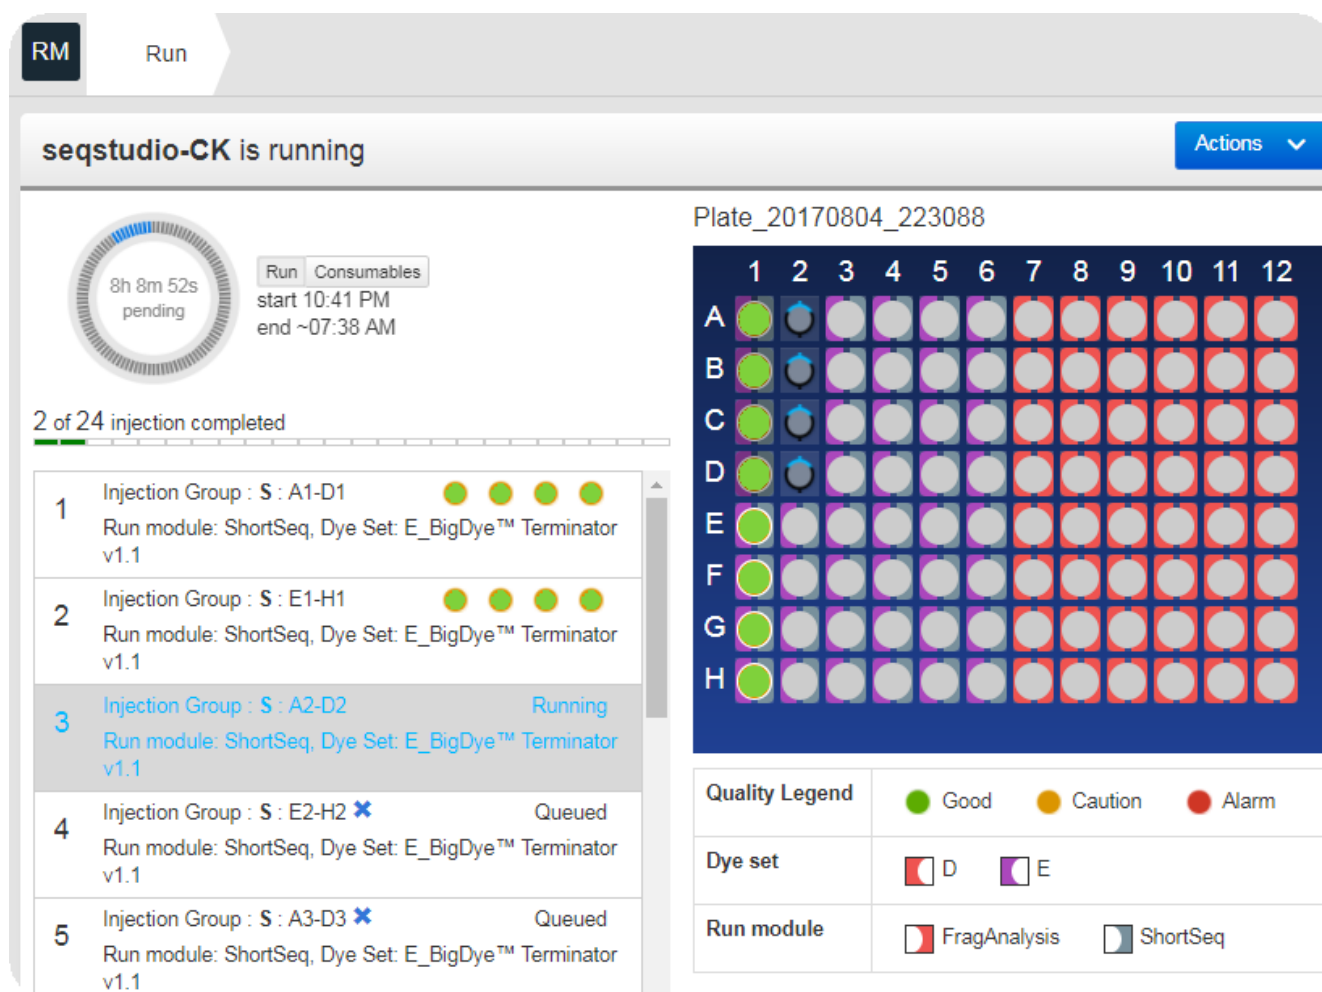 RM
Run
seqstudio-CK is running
Actions
8h 8m 52s
pending
Run Consumables
start 10:41 PM
end ~07:38 AM
2 of 24 injection completed
1
Injection Group : S : A1-D1
Run module: ShortSeq, Dye Set: E_BigDye™ Terminator
v1.1
2
Injection Group : S : E1-H1
Run module: ShortSeq, Dye Set: E_BigDye™ Terminator
v1.1
3
Injection Group : S : A2-D2 Running
Run module: ShortSeq, Dye Set: E_BigDye™ Terminator
v1.1
4
Injection Group : S : E2-H2 Queued
Run module: ShortSeq, Dye Set: E_BigDye™ Terminator
v1.1
5
Injection Group : S : A3-D3 Queued
Run module: ShortSeq, Dye Set: E_BigDye™ Terminator
v1.1
Plate_20170804_223088
1 2 3 4 5 6 7 8 9 10 11 12
A
B
C
D
E
F
G
H
Quality Legend Good Caution Alarm
Dye set D E
Run module FragAnalysis ShortSeq